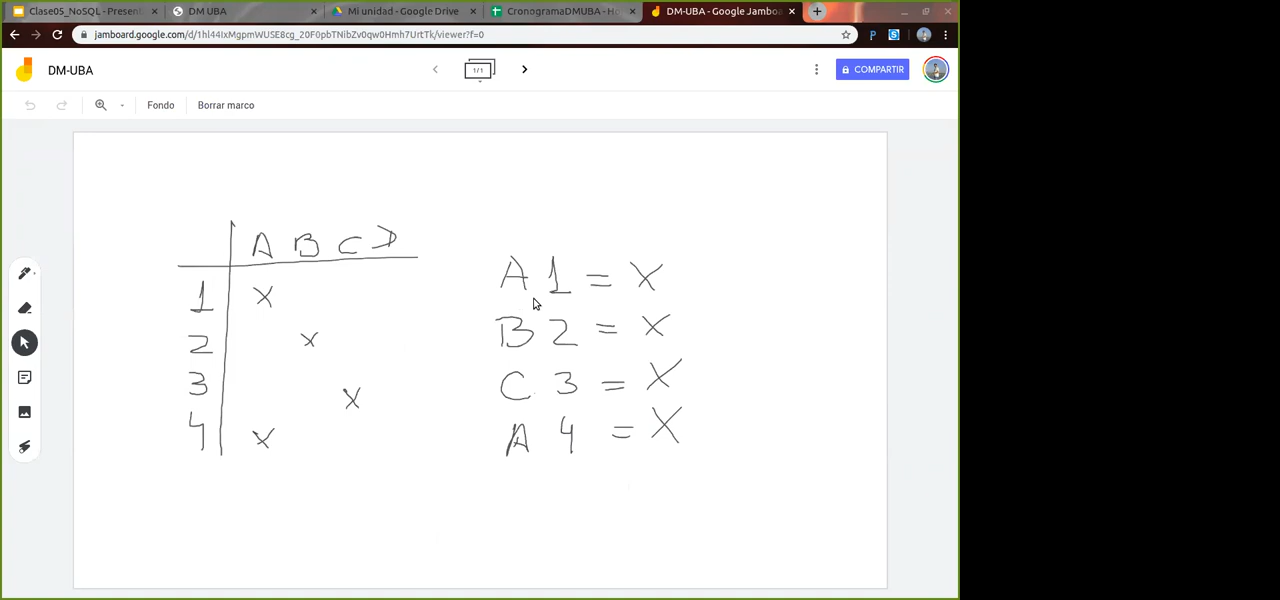 Clase05_NoSQL - Present
DM UBA
Mi unidad - Google Drive
CronogramaDMUBA - Ho
DM-UBA - Google Jamboa
jamboard.google.com/d/1hl44IxMgpmWUSE8cg_20F0pbTNibZv0qw0Hmh7UrtTk/viewer?f=0
DM-UBA
1/1
COMPARTIR
Fondo
Borrar marco
A B C D
1 X
2 X
3 X
4 X
A 1 = X
B 2 = X
C 3 = X
A 4 = X